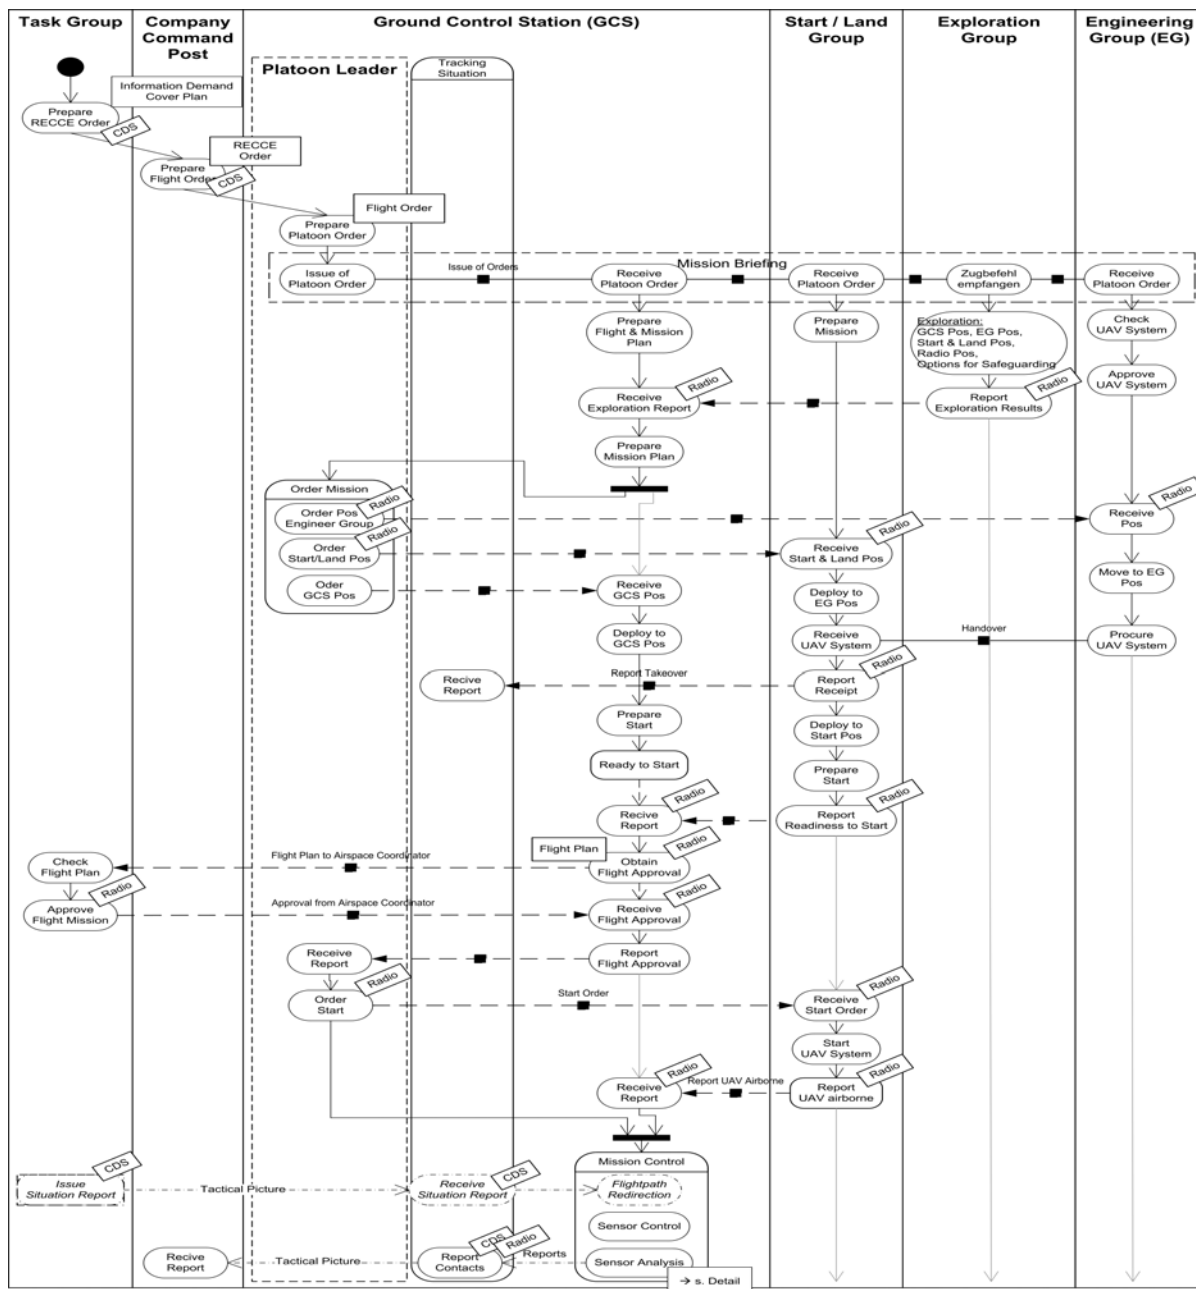 Task Group
Company
Command
Post
Ground Control Station (GCS)
Start / Land
Group
Exploration
Group
Engineering
Group (EG)
Platoon Leader
Tracking
Situation
Information Demand
Cover Plan
Prepare
RECCE Order
CDS
RECCE
Order
Prepare
Flight Order
CDS
Flight Order
Prepare
Platoon Order
Mission Briefing
Issue of
Platoon Order
Issue of Orders
Receive
Platoon Order
Receive
Platoon Order
Zugbefehl
empfangen
Receive
Platoon Order
Prepare
Flight & Mission
Plan
Prepare
Mission
Exploration:
GCS Pos, EG Pos,
Start & Land Pos,
Radio Pos,
Options for Safeguarding
Check
UAV System
Approve
UAV System
Radio
Receive
Exploration Report
Radio
Report
Exploration Results
Prepare
Mission Plan
Order Mission
Radio
Order Pos
Engineer Group
Radio
Receive
Pos
Radio
Order
Start/Land Pos
Radio
Receive
Start & Land Pos
Oder
GCS Pos
Receive
GCS Pos
Deploy to
EG Pos
Move to EG
Pos
Deploy to
GCS Pos
Receive
UAV System
Handover
Procure
UAV System
Recive
Report
Report Takeover
Radio
Report
Receipt
Prepare
Start
Deploy to
Start Pos
Ready to Start
Prepare
Start
Radio
Recive
Report
Radio
Report
Readiness to Start
Flight Plan
Radio
Obtain
Flight Approval
Flight Plan to Airspace Coordinator
Check
Flight Plan
Radio
Approve
Flight Mission
Approval from Airspace Coordinator
Radio
Receive
Flight Approval
Receive
Report
Report
Flight Approval
Radio
Order
Start
Start Order
Radio
Receive
Start Order
Start
UAV System
Radio
Receive
Report
Report UAV Airborne
Radio
Report
UAV airborne
Mission Control
CDS
Issue
Situation Report
Tactical Picture
CDS
Receive
Situation Report
Flightpath
Redirection
Sensor Control
Recive
Report
Tactical Picture
CDS
Radio
Report
Contacts
Reports
Sensor Analysis
→ s. Detail